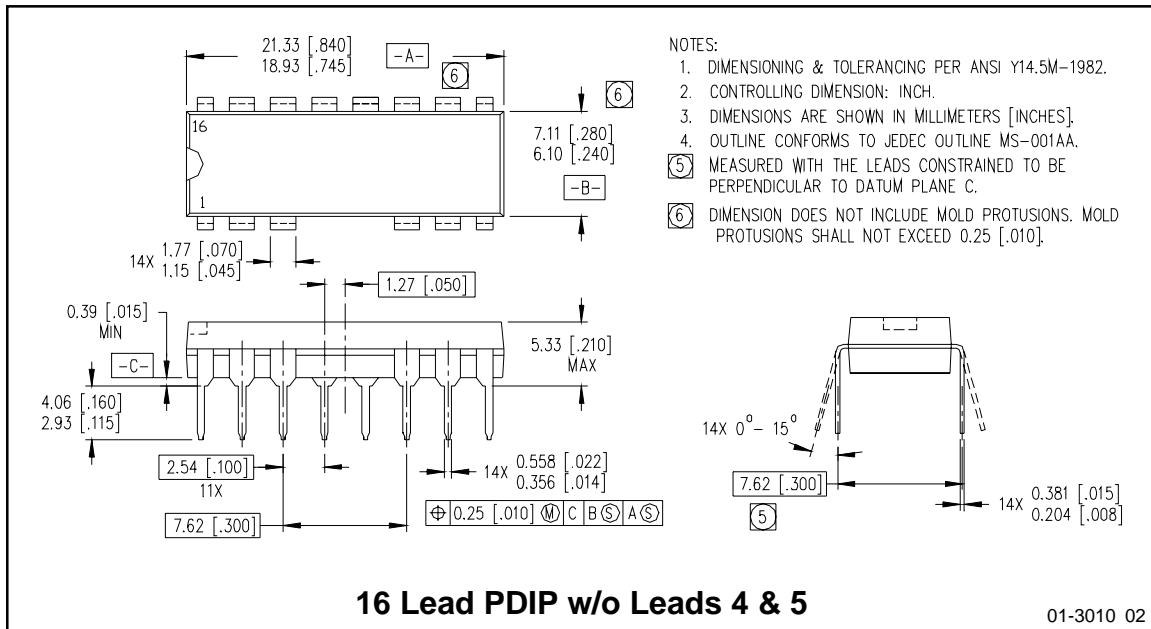 21.33 [.840]
18.93 [.745]
-A-
6
6
16
1
7.11 [.280]
6.10 [.240]
-B-
NOTES:
1. DIMENSIONING & TOLERANCING PER ANSI Y14.5M-1982.
2. CONTROLLING DIMENSION: INCH.
3. DIMENSIONS ARE SHOWN IN MILLIMETERS [INCHES].
4. OUTLINE CONFORMS TO JEDEC OUTLINE MS-001AA.
5 MEASURED WITH THE LEADS CONSTRAINED TO BE
PERPENDICULAR TO DATUM PLANE C.
6 DIMENSION DOES NOT INCLUDE MOLD PROTUSIONS. MOLD
PROTUSIONS SHALL NOT EXCEED 0.25 [.010].
14X 1.77 [.070]
1.15 [.045]
1.27 [.050]
0.39 [.015]
MIN
-C-
5.33 [.210]
MAX
4.06 [.160]
2.93 [.115]
2.54 [.100]
11X
14X 0.558 [.022]
0.356 [.014]
⌖ 0.25 [.010] Ⓜ C B Ⓢ A Ⓢ
7.62 [.300]
14X 0° - 15°
7.62 [.300]
5
14X 0.381 [.015]
0.204 [.008]
16 Lead PDIP w/o Leads 4 & 5
01-3010 02